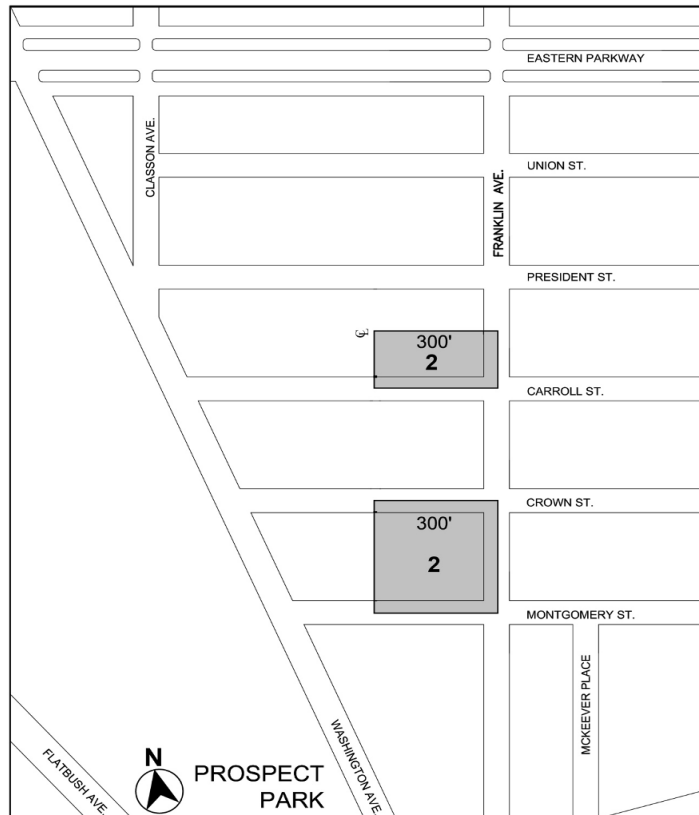 EASTERN PARKWAY
CLASSON AVE.
UNION ST.
FRANKLIN AVE.
PRESIDENT ST.
℄
300'
2
CARROLL ST.
CROWN ST.
300'
2
MONTGOMERY ST.
MCKEEVER PLACE
WASHINGTON AVE.
FLATBUSH AVE.
N
PROSPECT
PARK